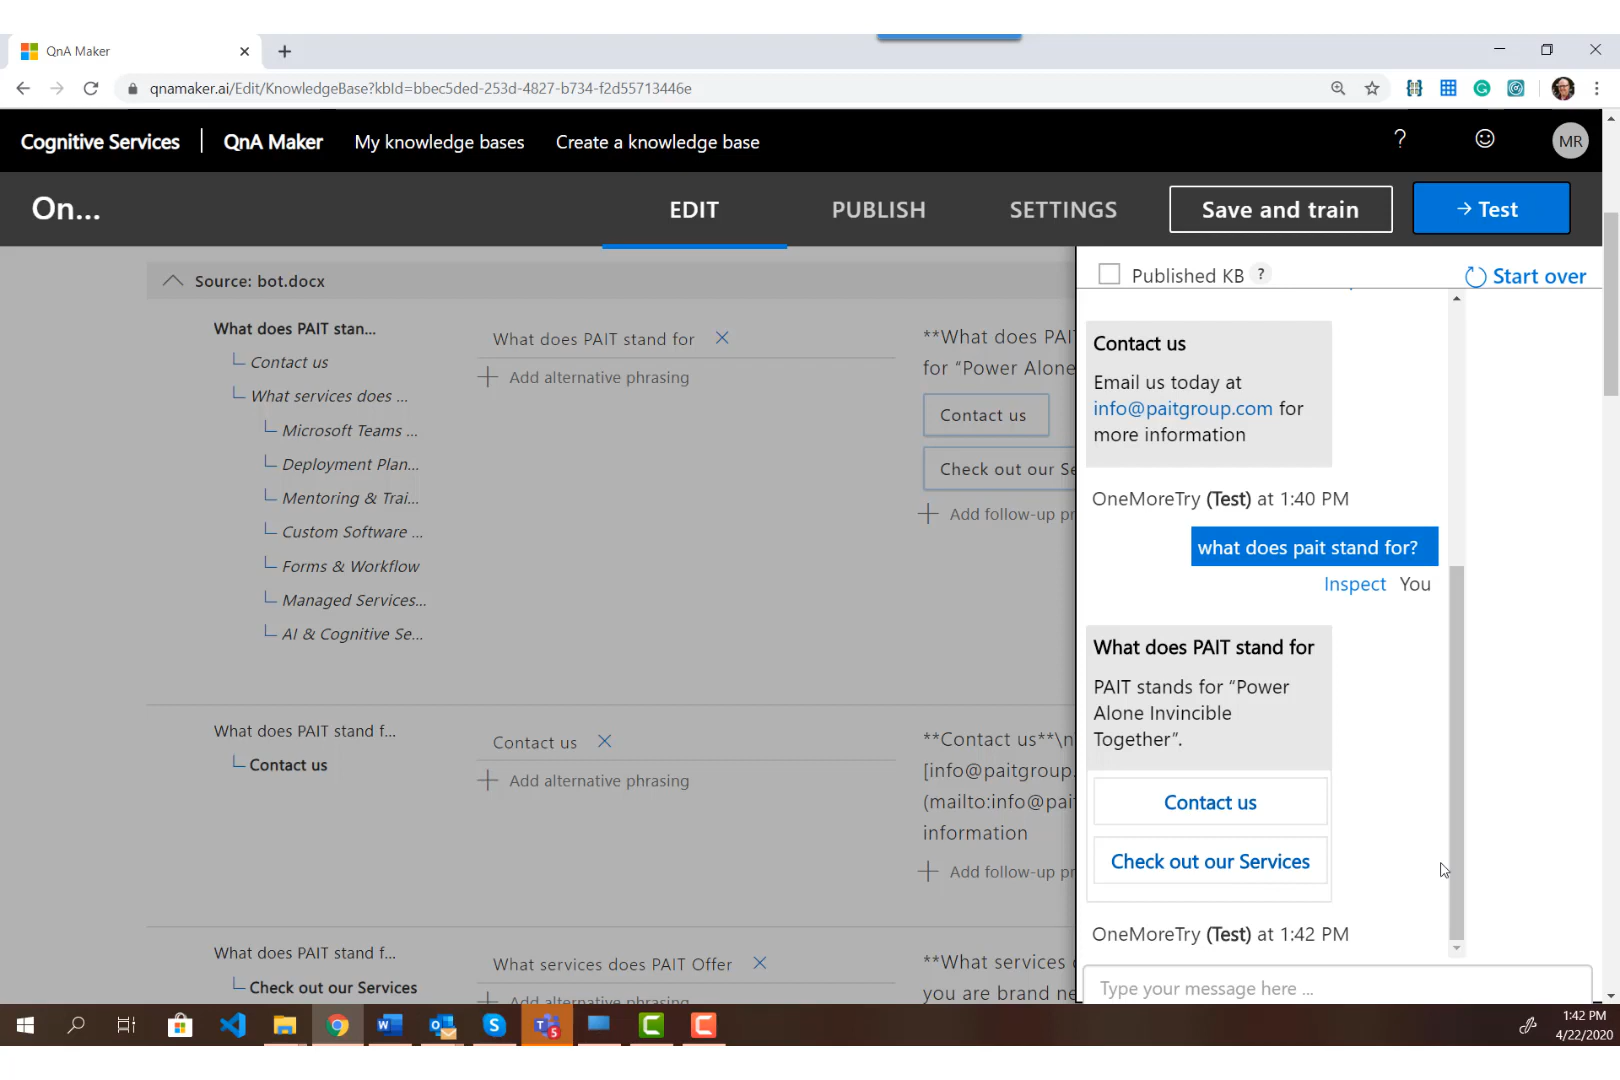 QnA Maker
qnamaker.ai/Edit/KnowledgeBase?kbId=bbec5ded-253d-4827-b734-f2d55713446e
Cognitive Services | QnA Maker My knowledge bases Create a knowledge base ? MR
On... EDIT PUBLISH SETTINGS Save and train → Test
Source: bot.docx
What does PAIT stan...
Contact us
What services does ...
Microsoft Teams ...
Deployment Plan...
Mentoring & Trai...
Custom Software ...
Forms & Workflow
Managed Services...
AI & Cognitive Se...
What does PAIT stand for
Add alternative phrasing
**What does PAI
for “Power Alone
Contact us
Check out our Se
Add follow-up pr
What does PAIT stand f...
Contact us
Contact us
Add alternative phrasing
**Contact us**\n
[info@paitgroup.
(mailto:info@pai
information
Add follow-up pr
What does PAIT stand f...
Check out our Services
What services does PAIT Offer
Add alternative phrasing
**What services
you are brand ne
Published KB ?
Start over
Contact us
Email us today at
info@paitgroup.com for
more information
OneMoreTry (Test) at 1:40 PM
what does pait stand for?
Inspect You
What does PAIT stand for
PAIT stands for “Power
Alone Invincible
Together”.
Contact us
Check out our Services
OneMoreTry (Test) at 1:42 PM
Type your message here ...
1:42 PM
4/22/2020